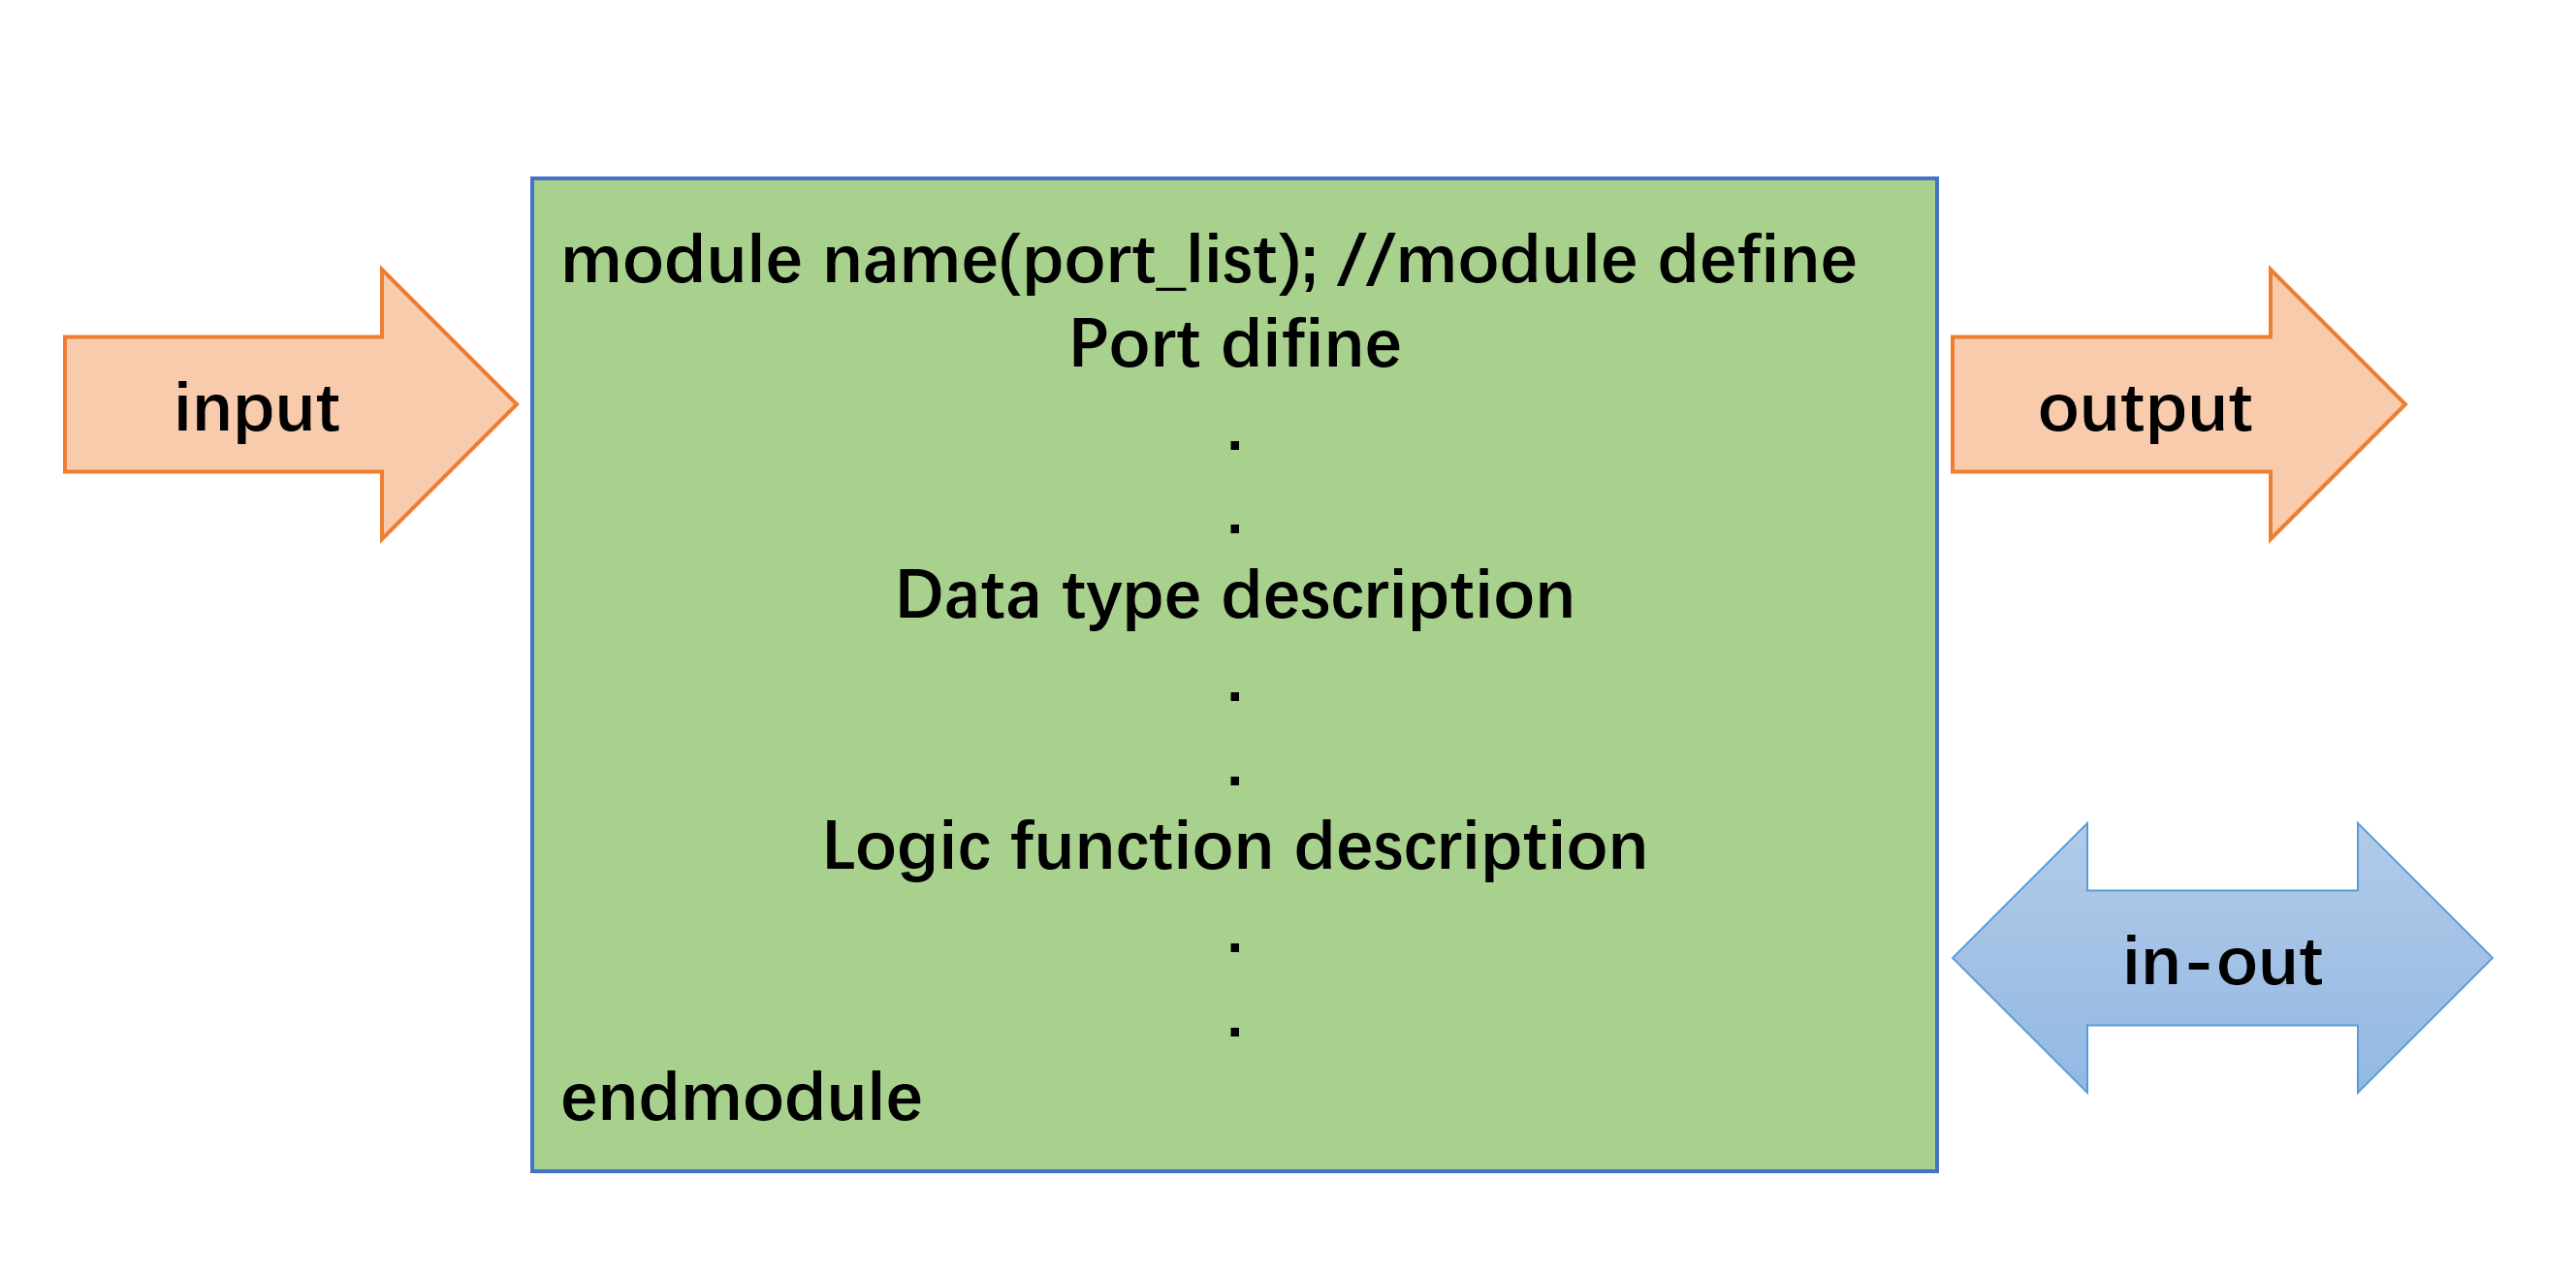 module name(port_list); //module define
Port difine
.
.
Data type description
.
.
Logic function description
.
.
endmodule
input
output
in-out